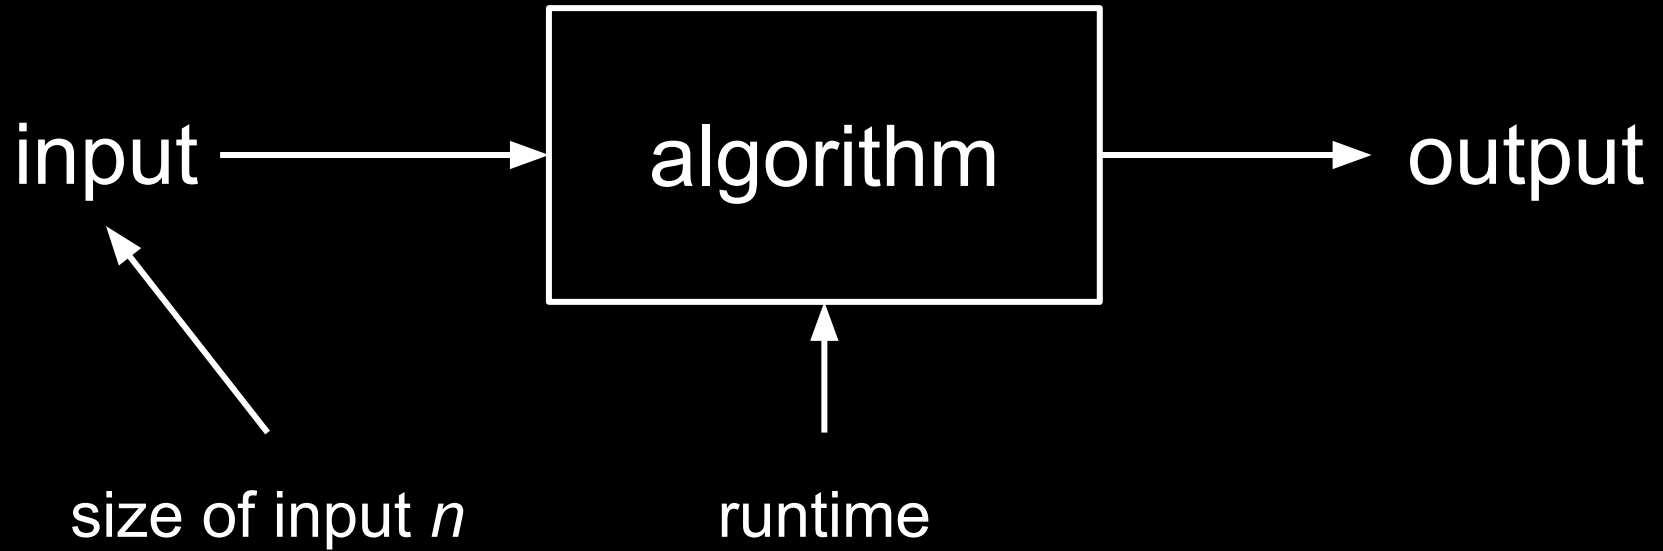 input
algorithm
output
size of input n
runtime